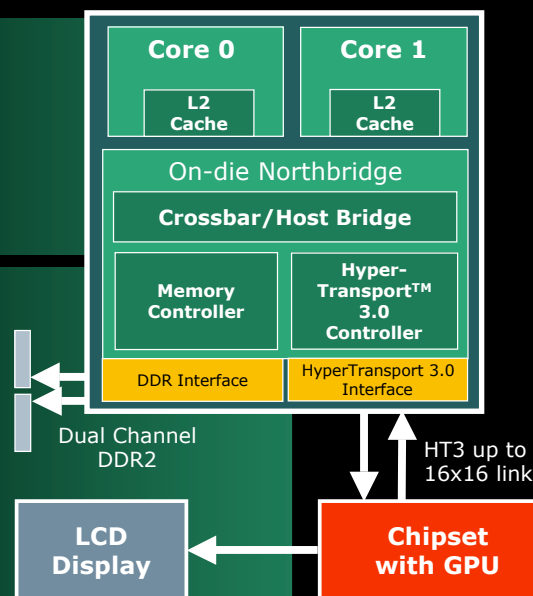 Core 0
Core 1
L2
Cache
L2
Cache
On-die Northbridge
Crossbar/Host Bridge
Memory
Controller
Hyper-
Transport™
3.0
Controller
DDR Interface
HyperTransport 3.0
Interface
Dual Channel
DDR2
HT3 up to
16x16 link
LCD
Display
Chipset
with GPU